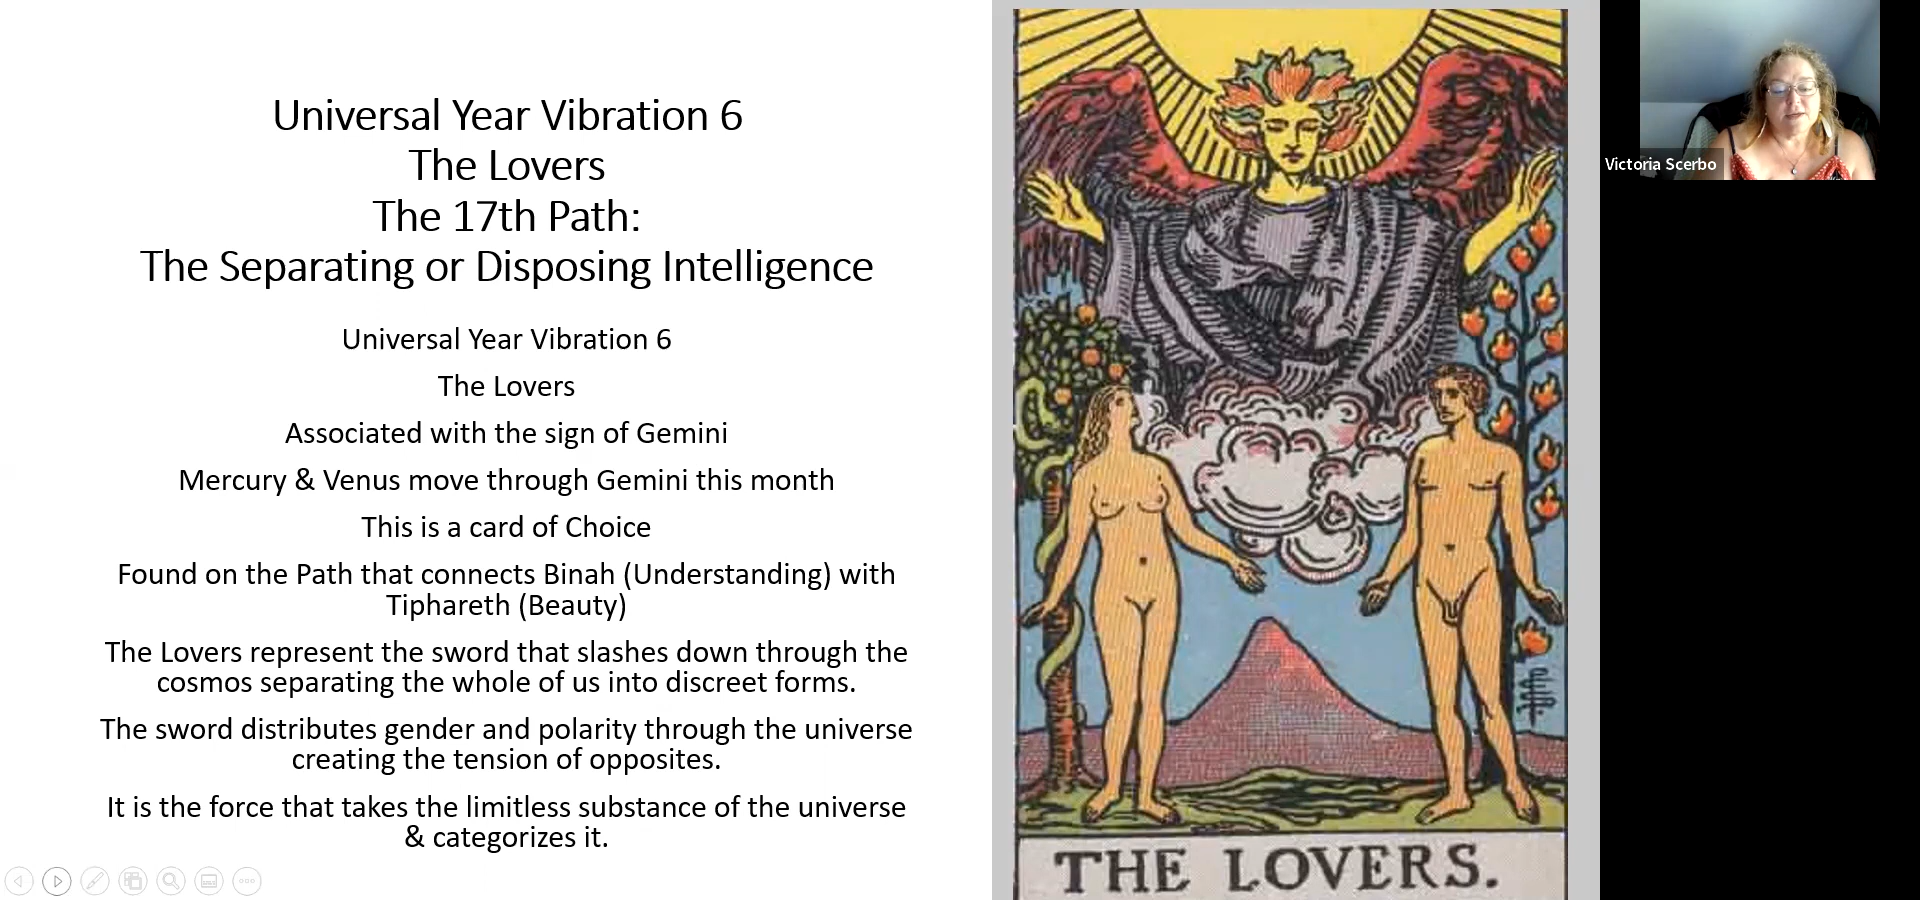 Universal Year Vibration 6
The Lovers
The 17th Path:
The Separating or Disposing Intelligence
Universal Year Vibration 6
The Lovers
Associated with the sign of Gemini
Mercury & Venus move through Gemini this month
This is a card of Choice
Found on the Path that connects Binah (Understanding) with
Tiphareth (Beauty)
The Lovers represent the sword that slashes down through the
cosmos separating the whole of us into discreet forms.
The sword distributes gender and polarity through the universe
creating the tension of opposites.
It is the force that takes the limitless substance of the universe
& categorizes it.
THE LOVERS.
Victoria Scerbo